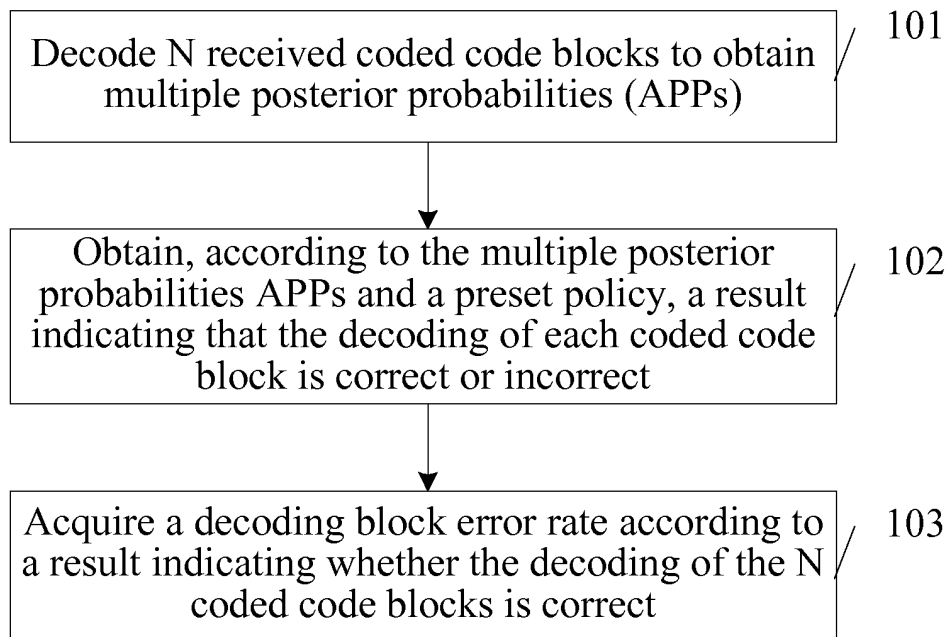 101
Decode N received coded code blocks to obtain
multiple posterior probabilities (APPs)
102
Obtain, according to the multiple posterior
probabilities APPs and a preset policy, a result
indicating that the decoding of each coded code
block is correct or incorrect
103
Acquire a decoding block error rate according to
a result indicating whether the decoding of the N
coded code blocks is correct